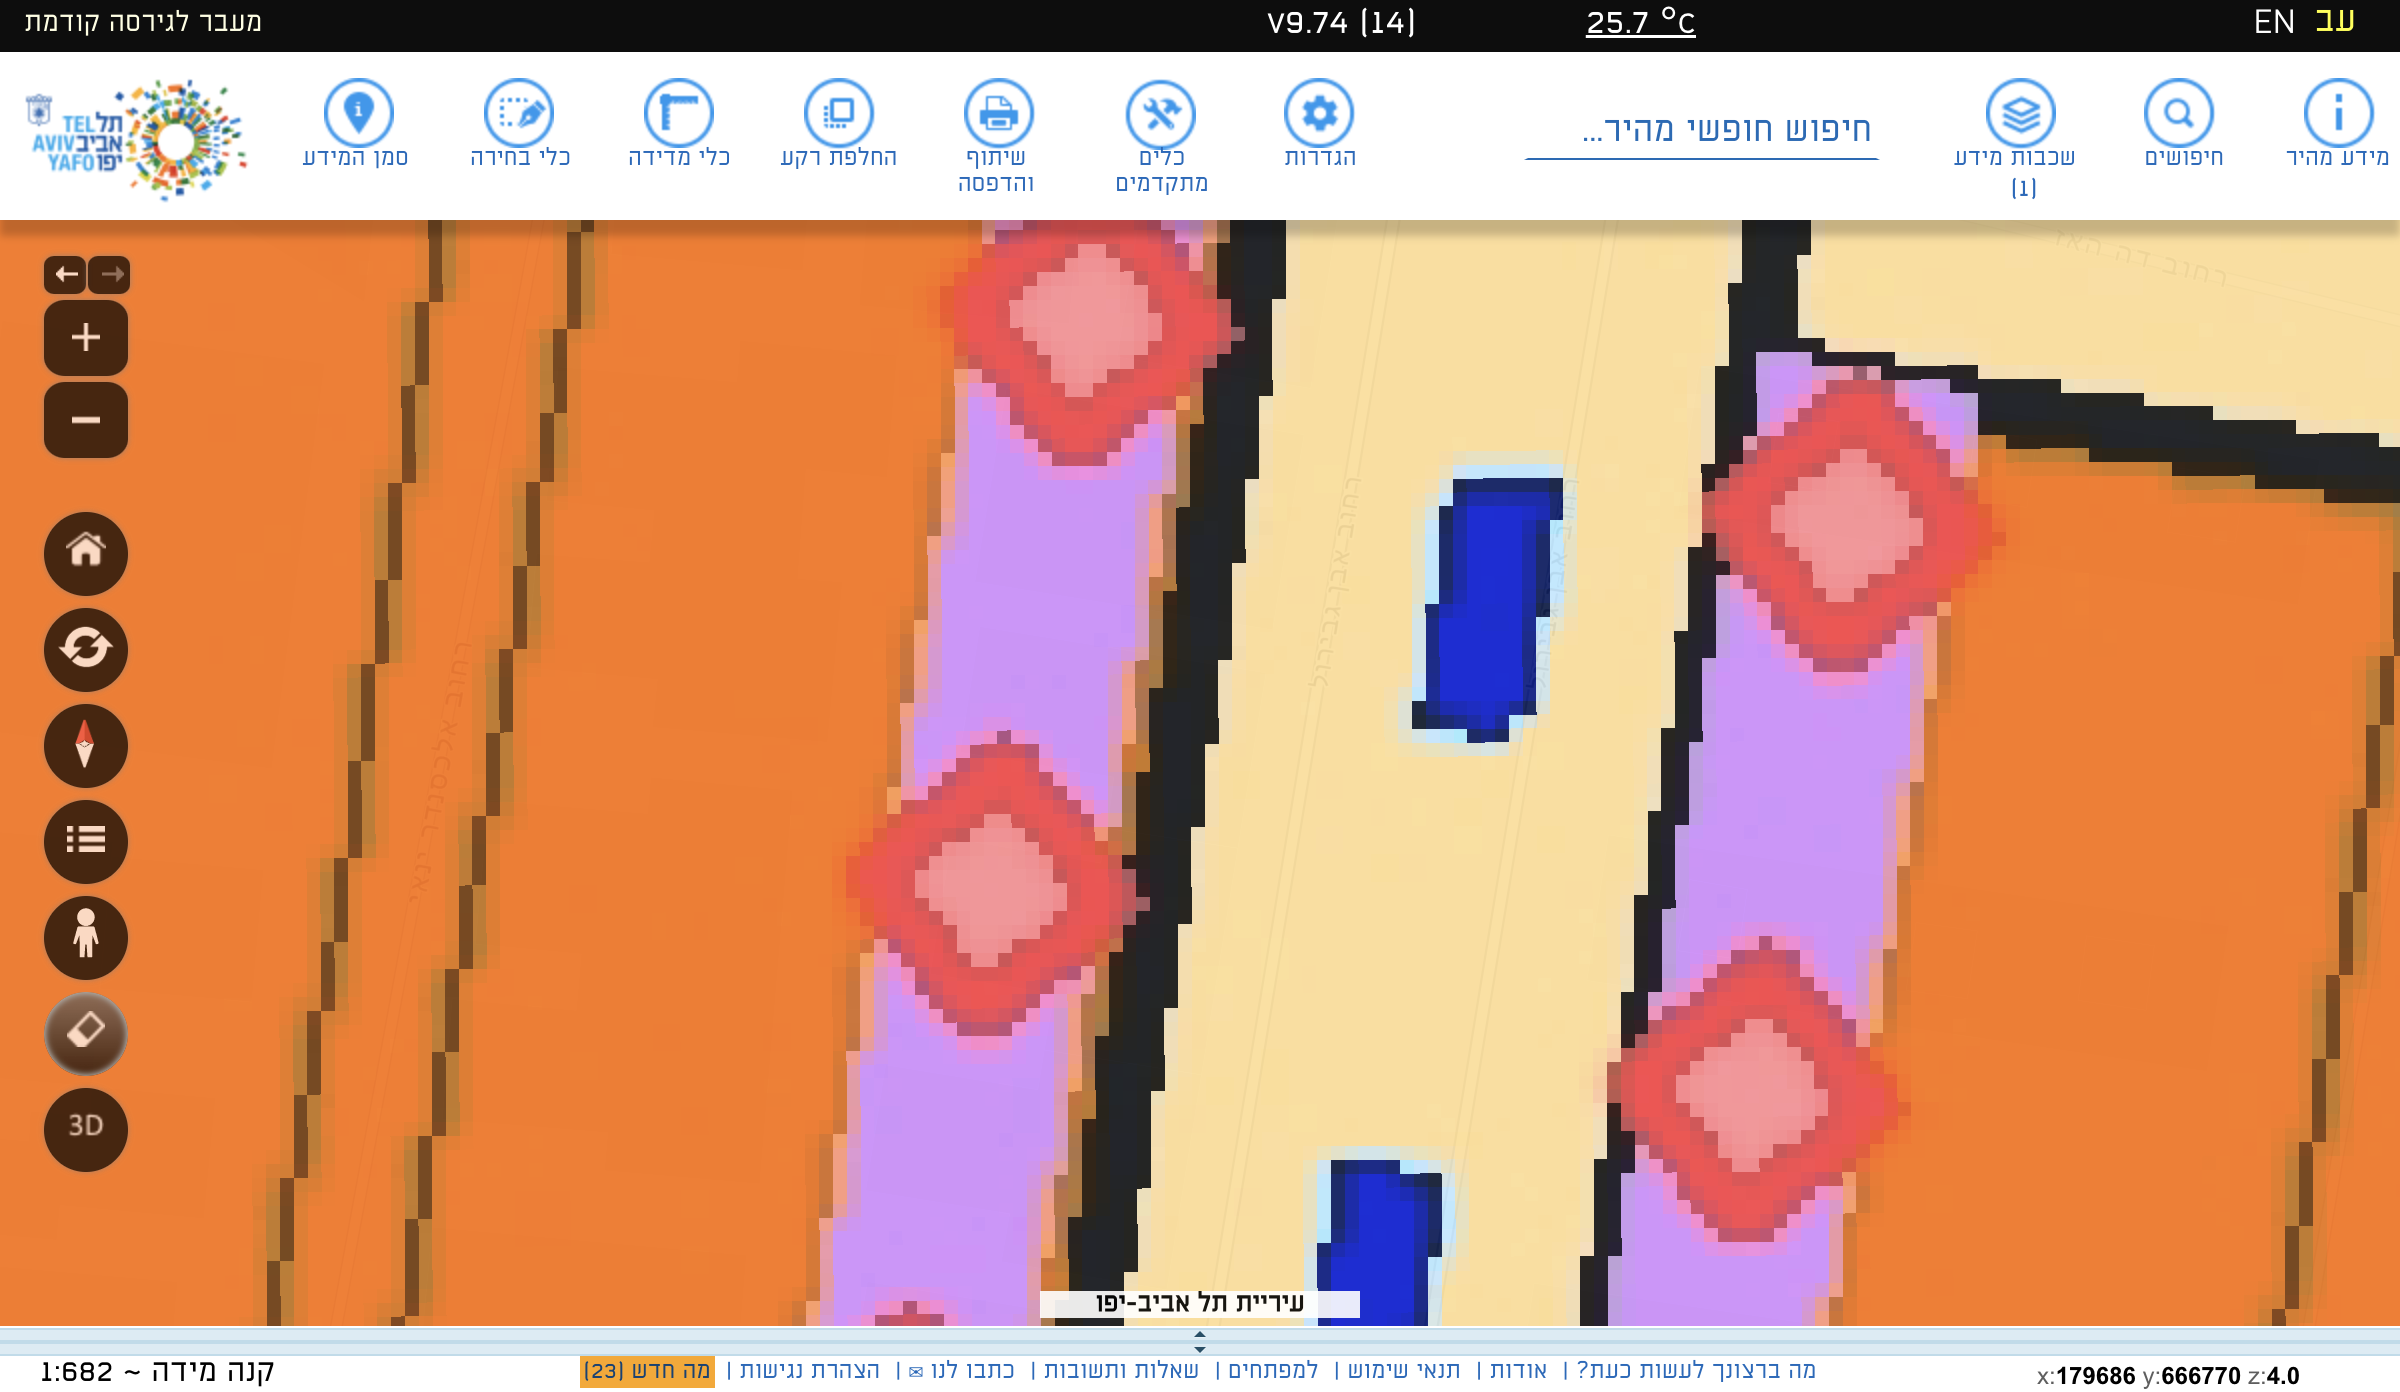 עב EN
25.7 °C
V9.74 (14)
מעבר לגירסה קודמת
מידע מהיר
חיפושים
שכבות מידע
(1)
חיפוש חופשי מהיר...
הגדרות
כלים
מתקדמים
שיתוף
והדפסה
החלפת רקע
כלי מדידה
כלי בחירה
סמן המידע
TEL תל
AVIV אביב
YAFO יפו
רחוב דה האז
רחוב אבן גבירול
רחוב אבן גבירול
רחוב אלכסנדר ינאי
3D
עיריית תל אביב-יפו
מה ברצונך לעשות כעת? | אודות | תנאי שימוש | למפתחים | שאלות ותשובות | כתבו לנו ✉ | הצהרת נגישות | מה חדש (23)
x:179686 y:666770 z:4.0
קנה מידה ~ 1:682